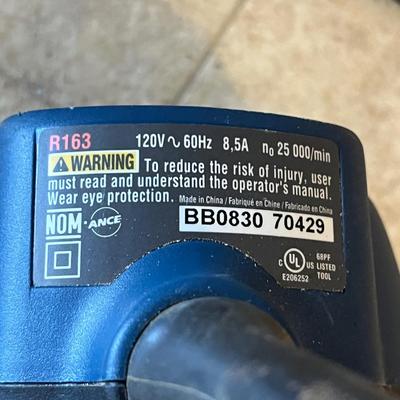 R163 120V ~ 60Hz 8,5A n₀ 25 000/min
WARNING To reduce the risk of injury, user
must read and understand the operator's manual.
Wear eye protection. Made in China / Fabriqué en Chine / Fabricado en China
BB0830 70429
NOM -ANCE
C UL US LISTED
68PF
TOOL
E206252